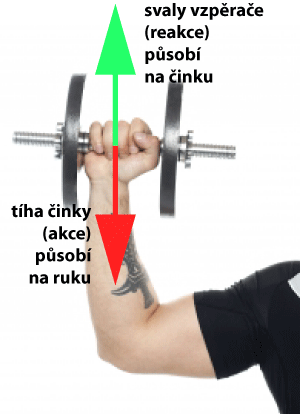 svaly vzpěrače
(reakce)
působí
na činku
tíha činky
(akce)
působí
na ruku